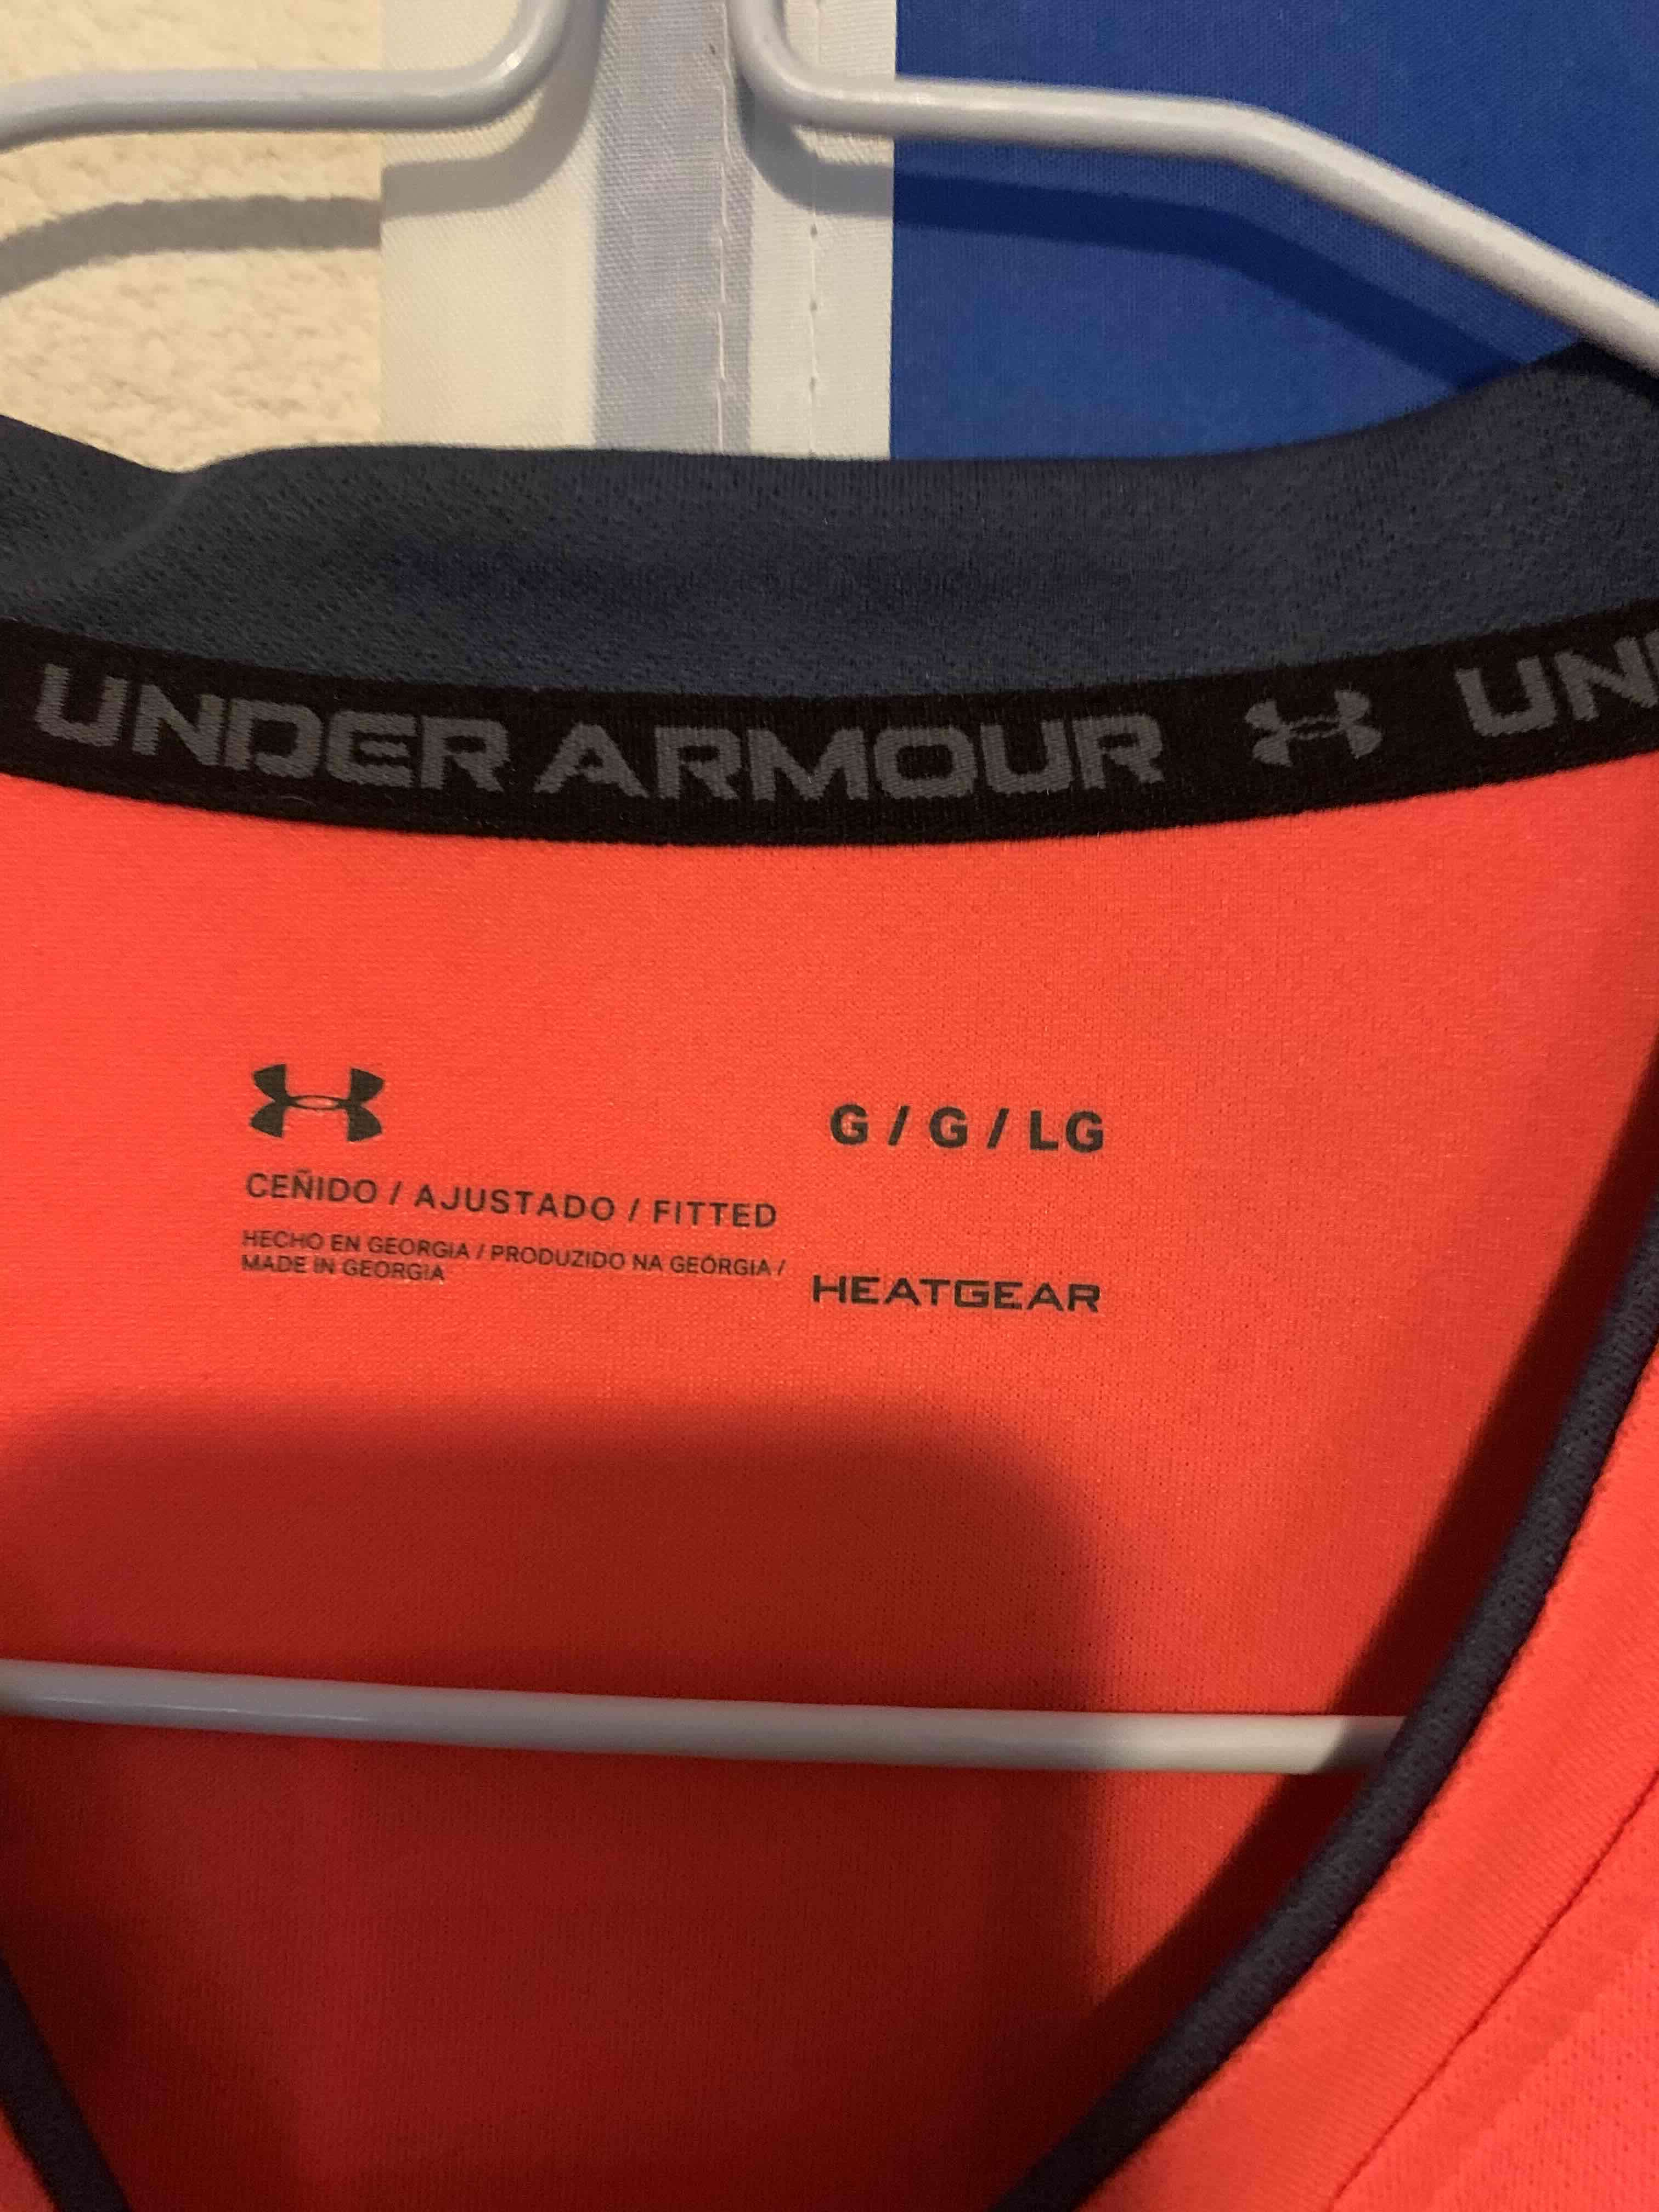 UNDER ARMOUR UN
G / G / LG
CEÑIDO / AJUSTADO / FITTED
HECHO EN GEORGIA / PRODUZIDO NA GEÓRGIA /
MADE IN GEORGIA
HEATGEAR